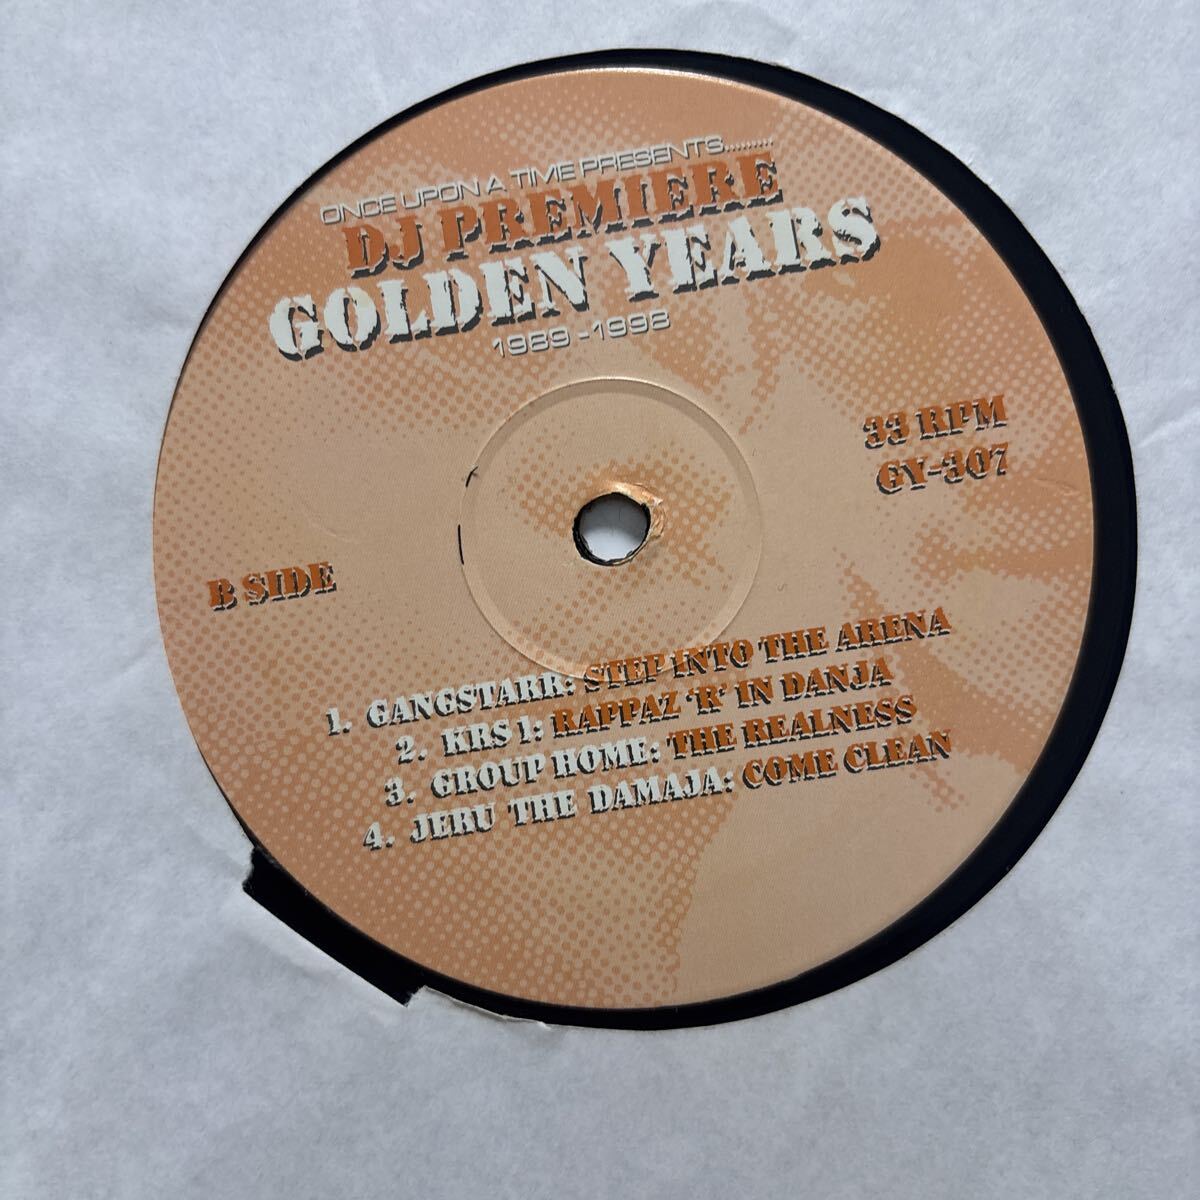 ONCE UPON A TIME PRESENTS.........
DJ PREMIERE
GOLDEN YEARS
1989 - 1998
33 RPM
GY-307
B SIDE
1. GANGSTARR: STEP INTO THE ARENA
2. KRS 1: RAPPAZ 'R' IN DANJA
3. GROUP HOME: THE REALNESS
4. JERU THE DAMAJA: COME CLEAN